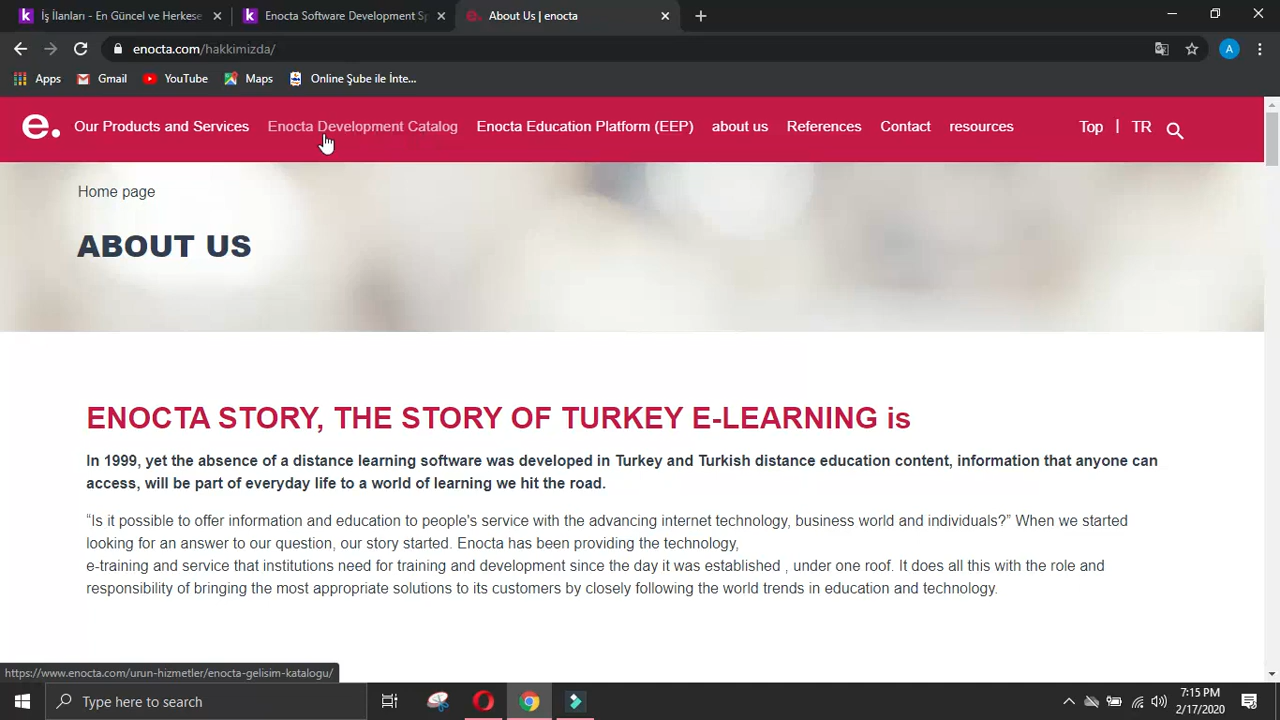 İş İlanları - En Güncel ve Herkese
Enocta Software Development Sp
About Us | enocta
enocta.com/hakkimizda/
A
Apps
Gmail
YouTube
Maps
Online Şube ile İnte...
e.
Our Products and Services
Enocta Development Catalog
Enocta Education Platform (EEP)
about us
References
Contact
resources
Top | TR
Home page
ABOUT US
ENOCTA STORY, THE STORY OF TURKEY E-LEARNING is
In 1999, yet the absence of a distance learning software was developed in Turkey and Turkish distance education content, information that anyone can
access, will be part of everyday life to a world of learning we hit the road.
“Is it possible to offer information and education to people's service with the advancing internet technology, business world and individuals?” When we started
looking for an answer to our question, our story started. Enocta has been providing the technology,
e-training and service that institutions need for training and development since the day it was established , under one roof. It does all this with the role and
responsibility of bringing the most appropriate solutions to its customers by closely following the world trends in education and technology.
https://www.enocta.com/urun-hizmetler/enocta-gelisim-katalogu/
Type here to search
7:15 PM
2/17/2020